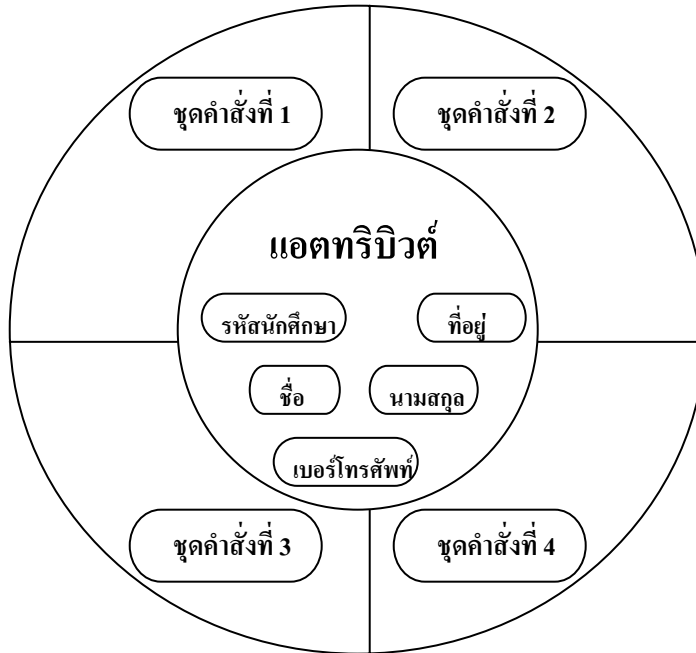 ชุดคำสั่งที่ 1
ชุดคำสั่งที่ 2
แอตทริบิวต์
รหัสนักศึกษา
ที่อยู่
ชื่อ
นามสกุล
เบอร์โทรศัพท์
ชุดคำสั่งที่ 3
ชุดคำสั่งที่ 4